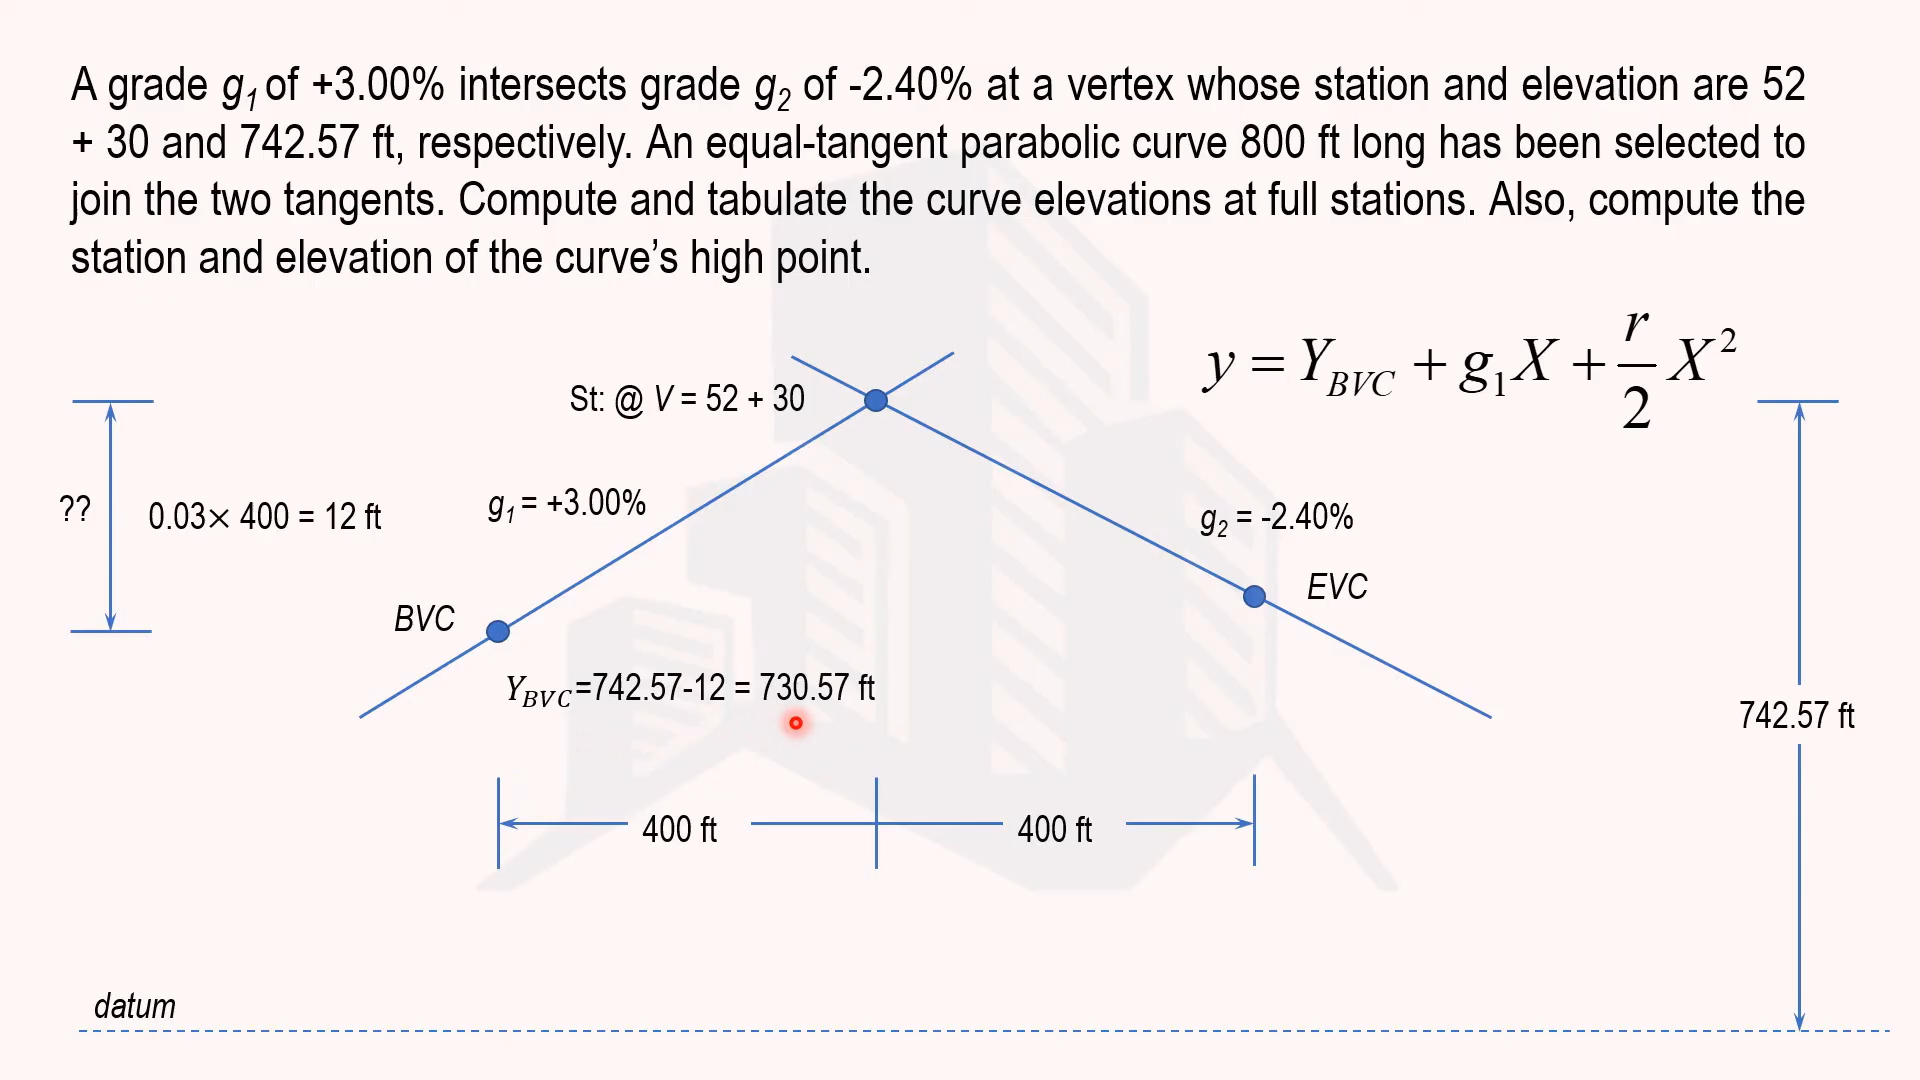 A grade g₁ of +3.00% intersects grade g₂ of -2.40% at a vertex whose station and elevation are 52
+ 30 and 742.57 ft, respectively. An equal-tangent parabolic curve 800 ft long has been selected to
join the two tangents. Compute and tabulate the curve elevations at full stations. Also, compute the
station and elevation of the curve’s high point.
y = Y_BVC + g₁X + r/2 X²
St: @ V = 52 + 30
??
0.03× 400 = 12 ft
g₁ = +3.00%
g₂ = -2.40%
BVC
EVC
Y_BVC=742.57-12 = 730.57 ft
742.57 ft
400 ft
400 ft
datum